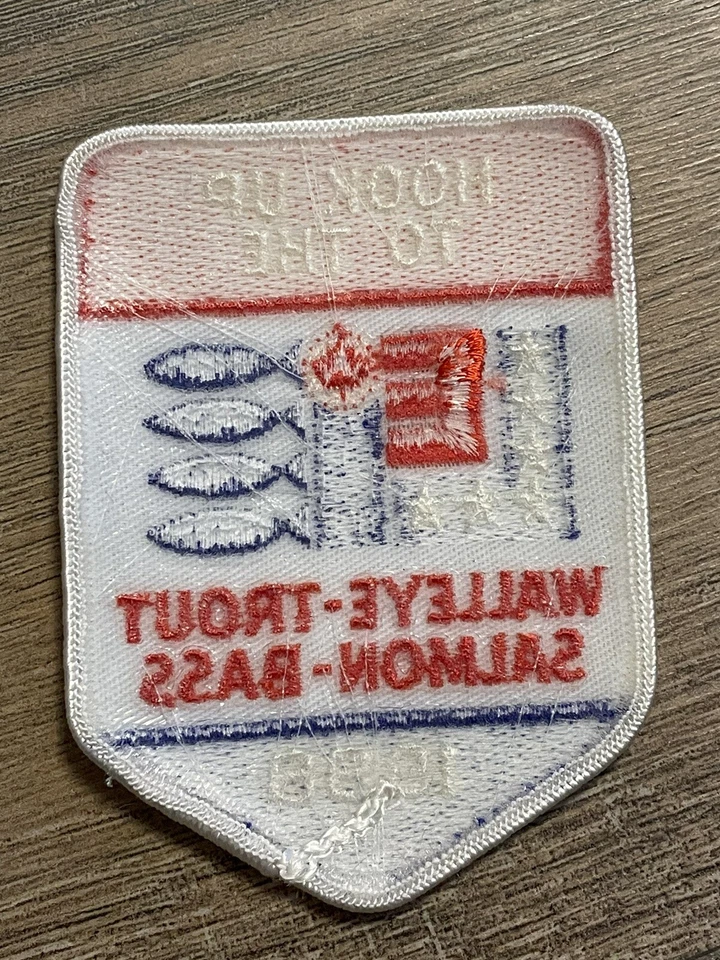 HOOK UP
TO THE
WALLEYE-TROUT
SALMON-BASS